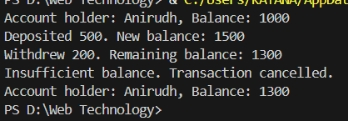 PS D:\Web Technology> & C:/Users/KATANA/AppDat
Account holder: Anirudh, Balance: 1000
Deposited 500. New balance: 1500
Withdrew 200. Remaining balance: 1300
Insufficient balance. Transaction cancelled.
Account holder: Anirudh, Balance: 1300
PS D:\Web Technology>